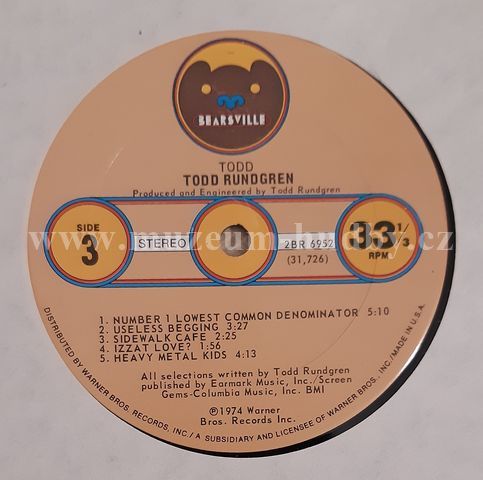 BEARSVILLE
TODD
TODD RUNDGREN
Produced and Engineered by Todd Rundgren
SIDE
3
STEREO
2BR 6952
(31,726)
33 1/3
RPM
www.muzeum-hudby.cz
1. NUMBER 1 LOWEST COMMON DENOMINATOR 5:10
2. USELESS BEGGING 3:27
3. SIDEWALK CAFE 2:25
4. IZZAT LOVE? 1:56
5. HEAVY METAL KIDS 4:13
All selections written by Todd Rundgren
published by Earmark Music, Inc./Screen
Gems-Columbia Music, Inc. BMI
℗1974 Warner
Bros. Records Inc.
DISTRIBUTED BY WARNER BROS. RECORDS, INC./A SUBSIDIARY AND LICENSEE OF WARNER BROS. INC./MADE IN U.S.A.